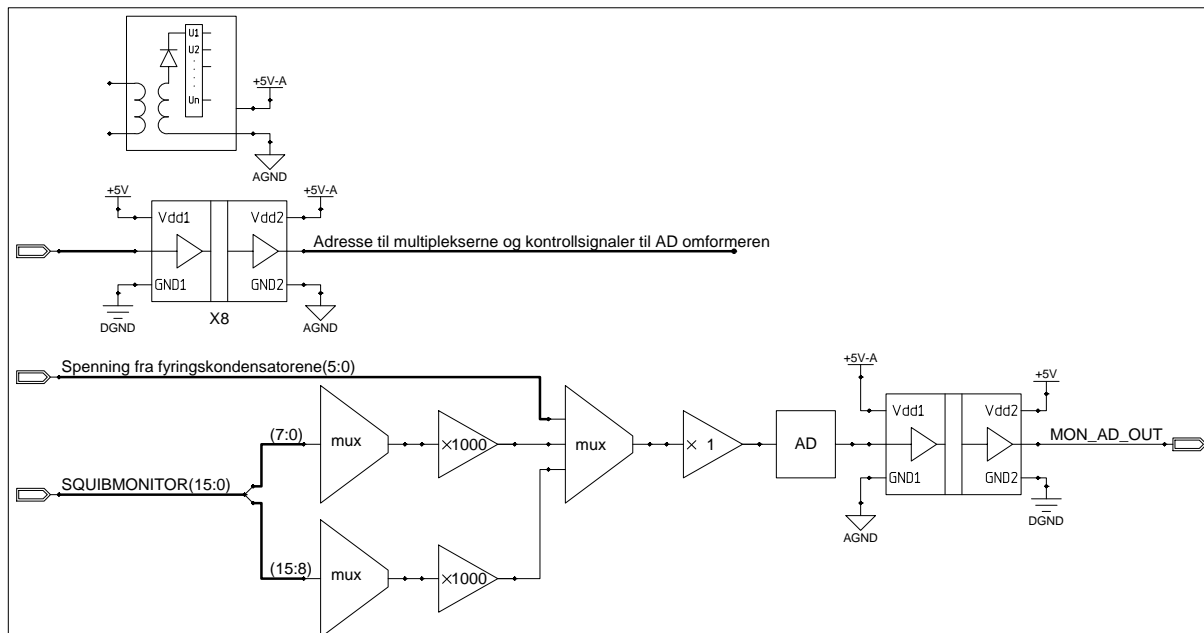 U1
U2
Un
+5V-A
AGND
+5V
+5V-A
Vdd1
Vdd2
Adresse til multiplekserne og kontrollsignaler til AD omformeren
GND1
GND2
DGND
X8
AGND
Spenning fra fyringskondensatorene(5:0)
+5V-A
+5V
Vdd1
Vdd2
(7:0)
mux
×1000
mux
× 1
AD
MON_AD_OUT
SQUIBMONITOR(15:0)
GND1
GND2
AGND
DGND
(15:8)
mux
×1000